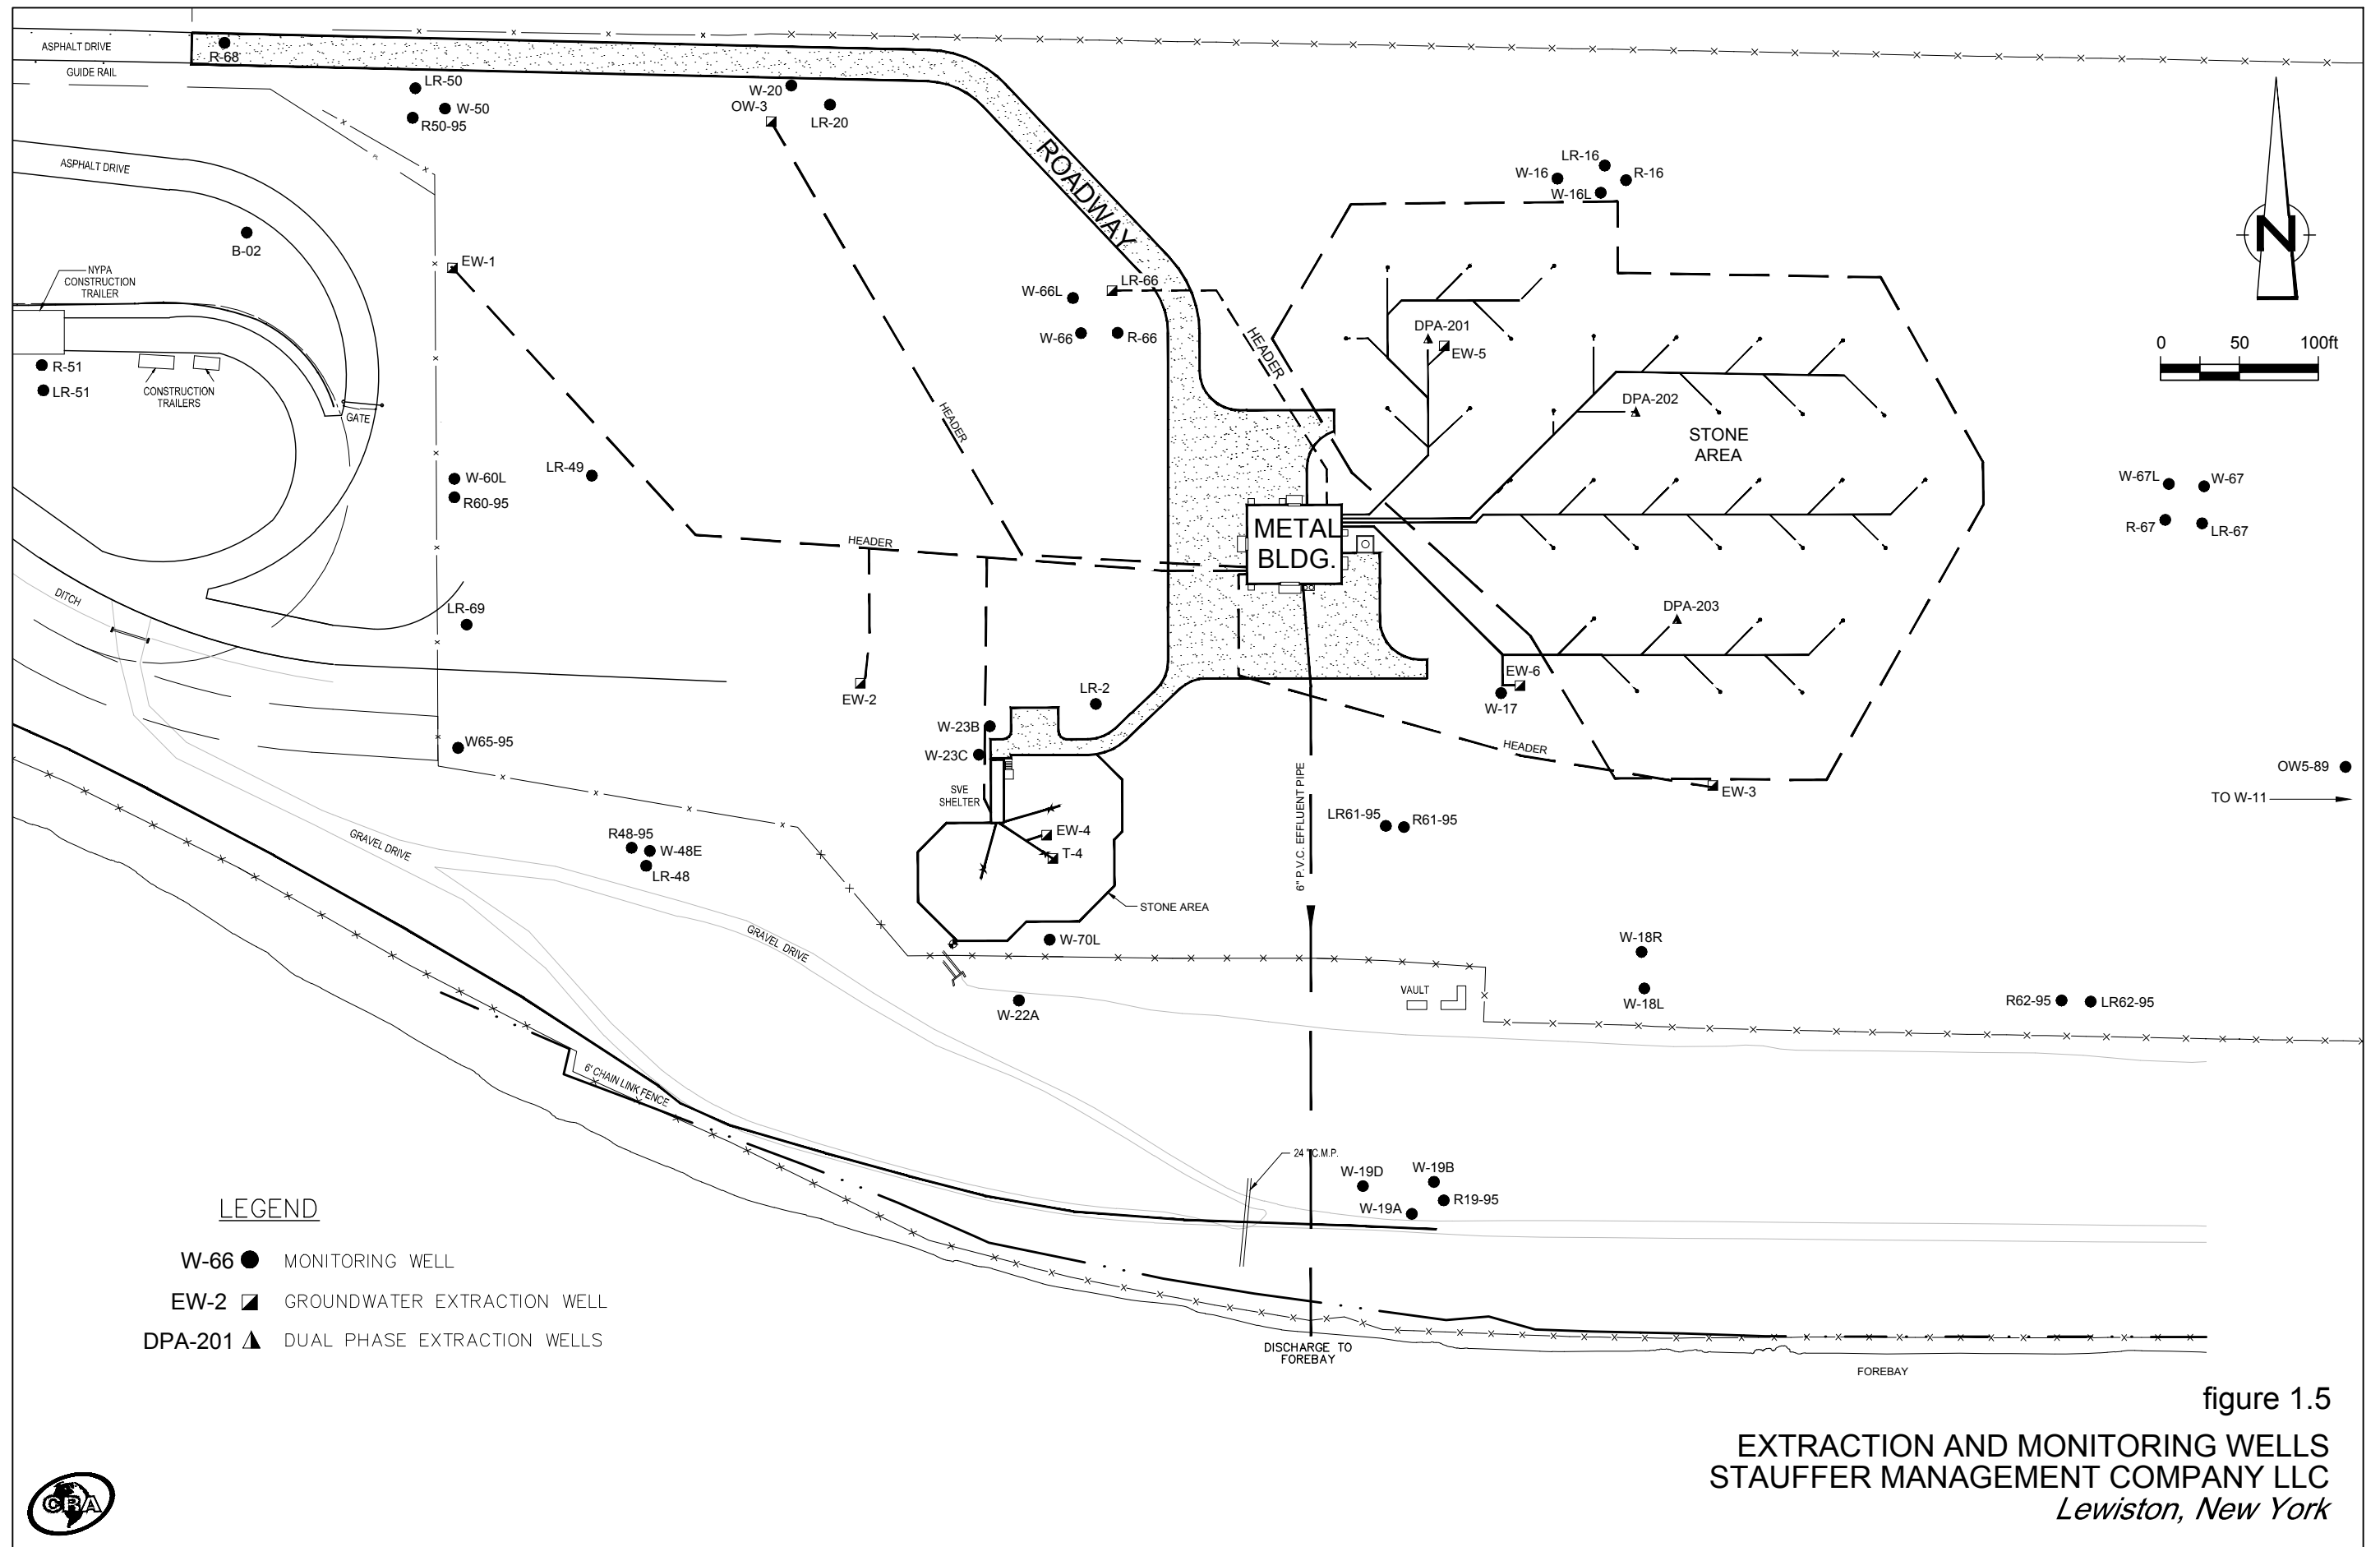 ASPHALT DRIVE
R-68
GUIDE RAIL
LR-50
W-50
R50-95
W-20
OW-3
LR-20
ROADWAY
LR-16
W-16
R-16
W-16L
N
ASPHALT DRIVE
B-02
EW-1
NYPA
CONSTRUCTION
TRAILER
W-66L
LR-66
W-66
R-66
HEADER
DPA-201
EW-5
0 50 100ft
R-51
LR-51
CONSTRUCTION
TRAILERS
GATE
HEADER
DPA-202
STONE
AREA
W-60L
R60-95
LR-49
W-67L
W-67
R-67
LR-67
METAL
BLDG.
HEADER
DITCH
LR-69
DPA-203
EW-2
LR-2
EW-6
W-17
W-23B
W-23C
W65-95
HEADER
OW5-89
TO W-11
EW-3
SVE
SHELTER
EW-4
T-4
6" P.V.C. EFFLUENT PIPE
LR61-95
R61-95
R48-95
W-48E
LR-48
GRAVEL DRIVE
STONE AREA
GRAVEL DRIVE
W-70L
W-18R
W-18L
VAULT
R62-95
LR62-95
W-22A
6' CHAIN LINK FENCE
24" C.M.P.
W-19D
W-19B
R19-95
W-19A
LEGEND
W-66 MONITORING WELL
EW-2 GROUNDWATER EXTRACTION WELL
DPA-201 DUAL PHASE EXTRACTION WELLS
DISCHARGE TO
FOREBAY
FOREBAY
figure 1.5
EXTRACTION AND MONITORING WELLS
STAUFFER MANAGEMENT COMPANY LLC
Lewiston, New York
CRA